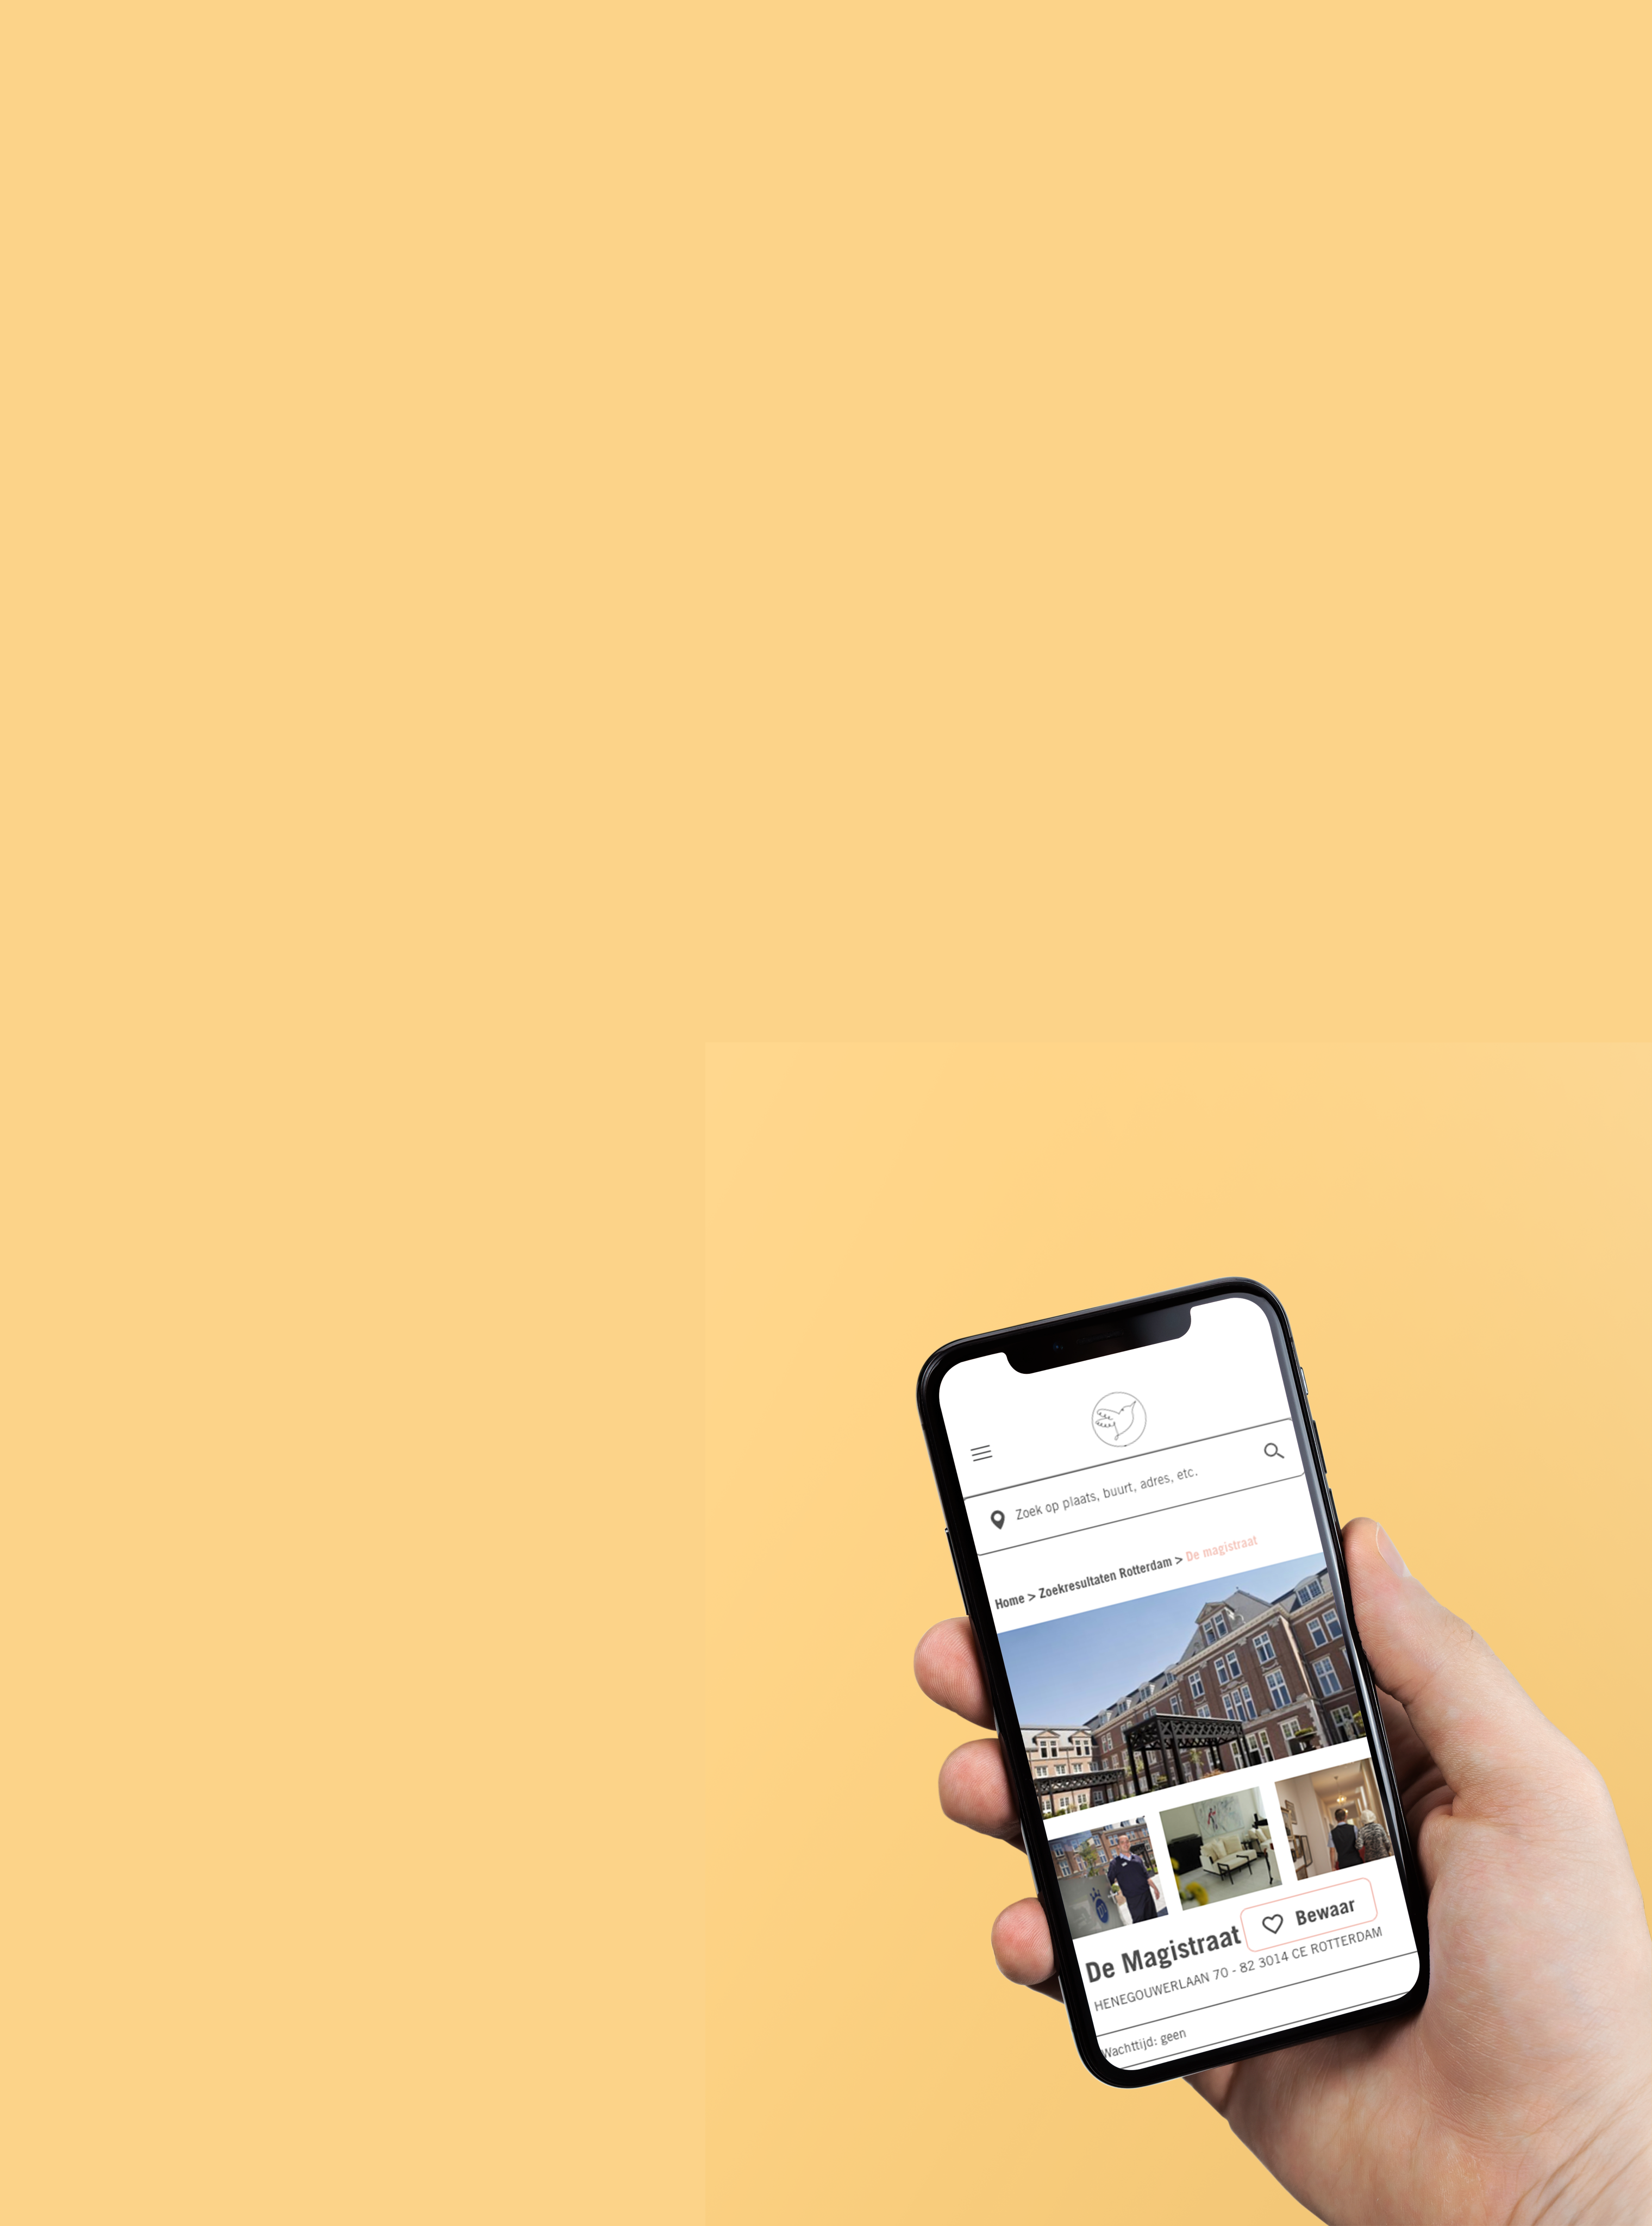 Zoek op plaats, buurt, adres, etc.
Home > Zoekresultaten Rotterdam > De magistraat
De Magistraat
Bewaar
HENEGOUWERLAAN 70 - 82 3014 CE ROTTERDAM
Wachttijd: geen